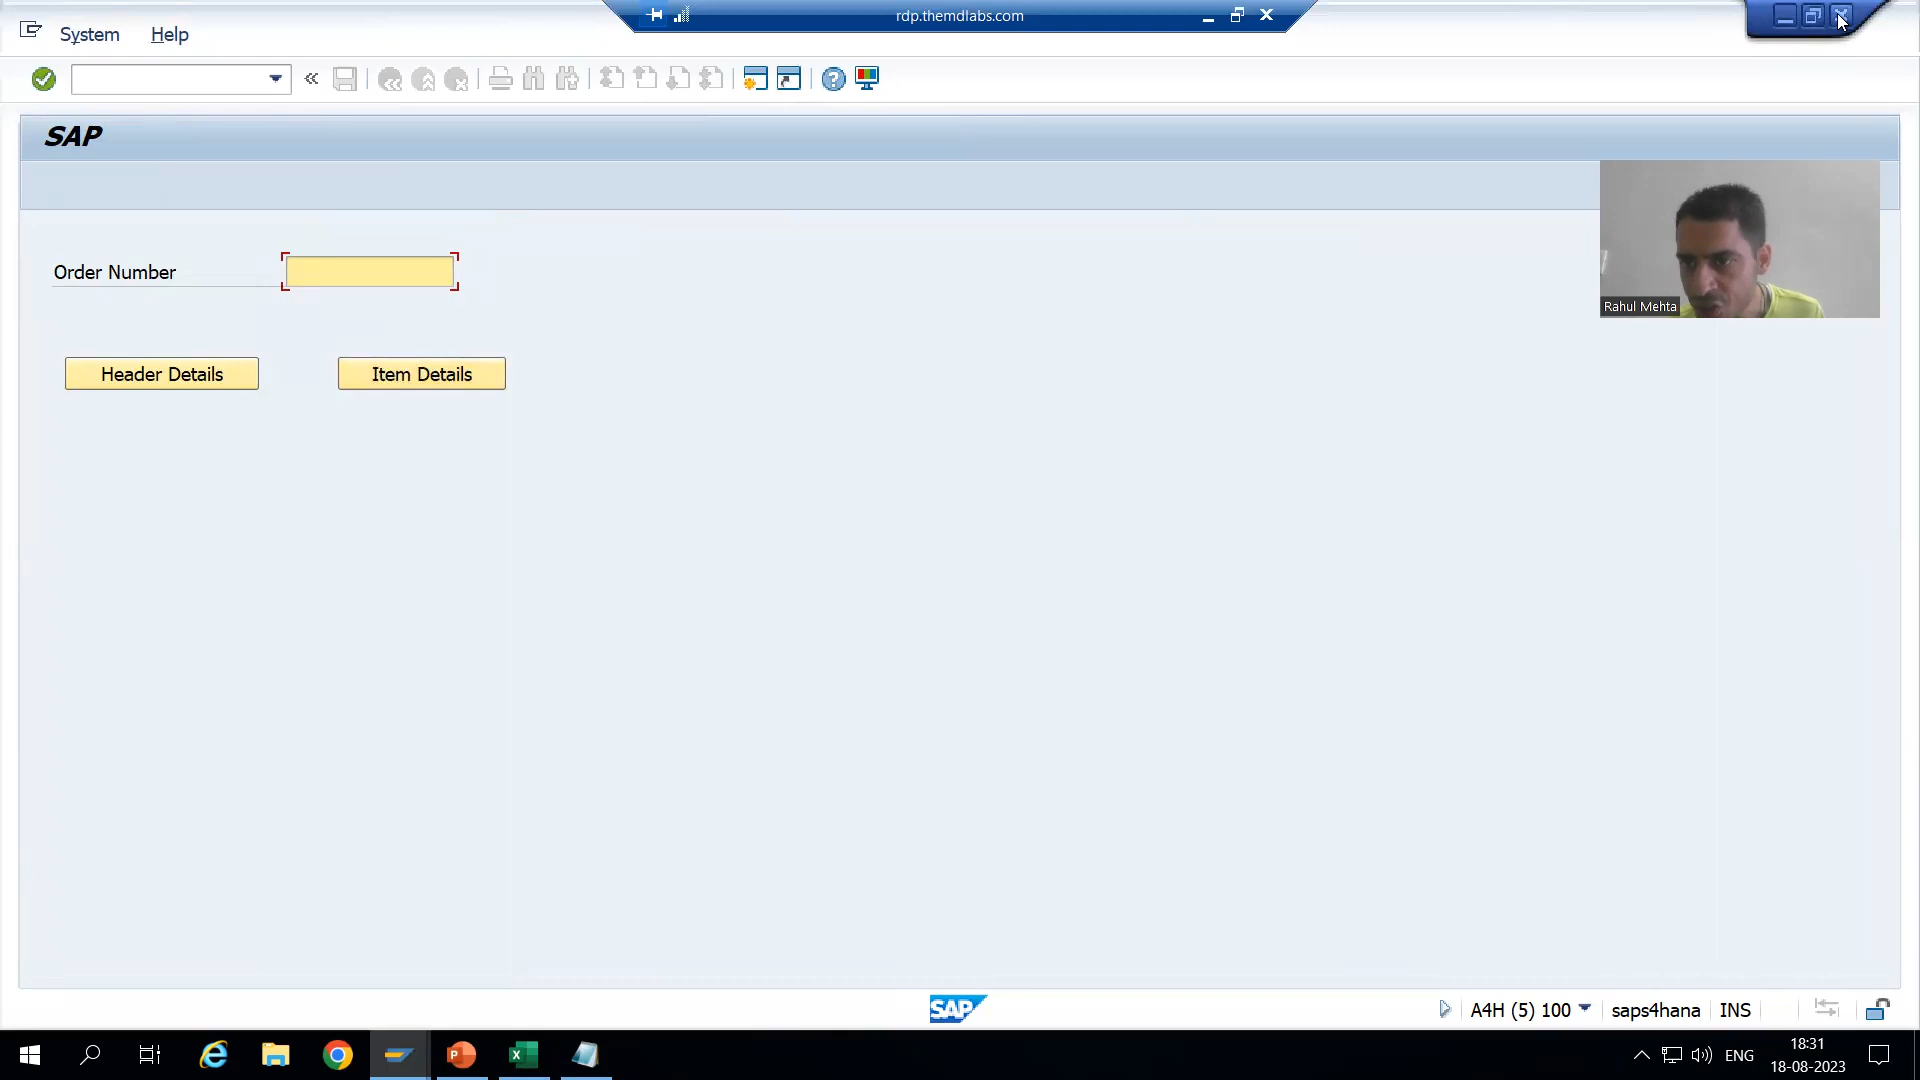 rdp.themdlabs.com
System Help
SAP
Order Number
Rahul Mehta
Header Details Item Details
SAP
A4H (5) 100 saps4hana INS
ENG
18:31
18-08-2023